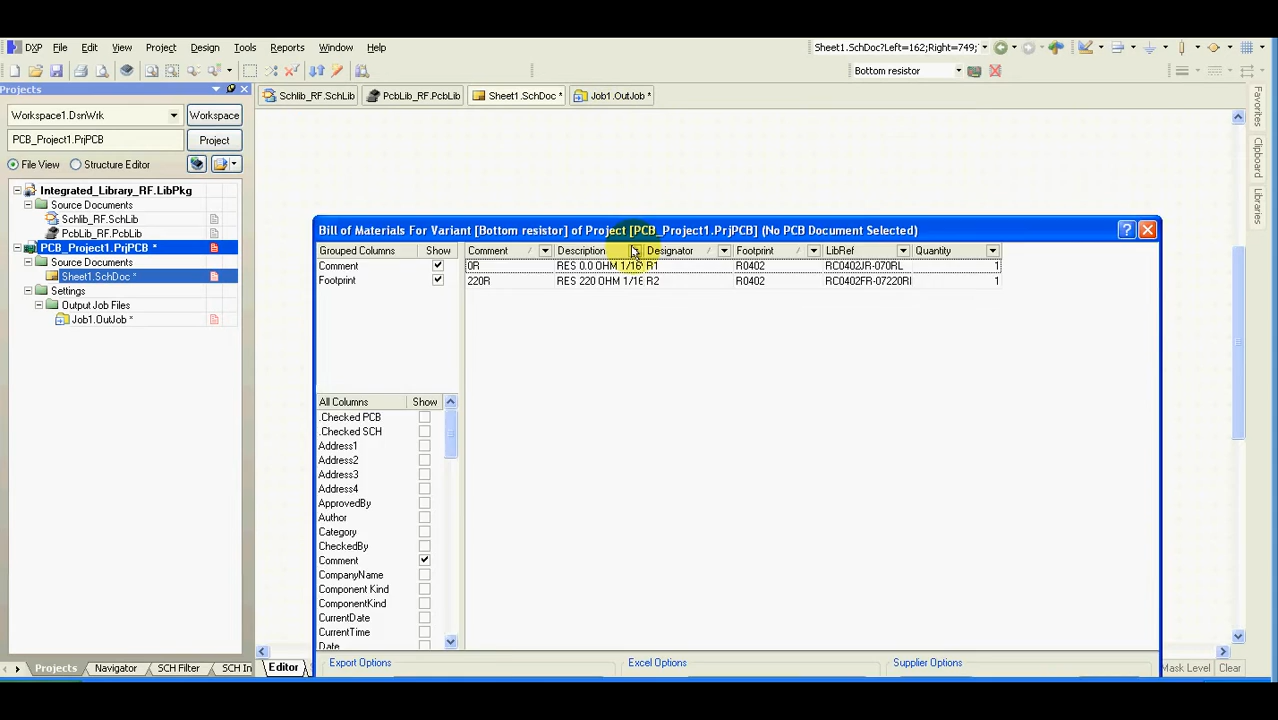 DXP File Edit View Project Design Tools Reports Window Help Sheet1.SchDoc?Left=162;Right=749;
Bottom resistor
Projects
Schlib_RF.SchLib PcbLib_RF.PcbLib Sheet1.SchDoc * Job1.OutJob *
Workspace1.DsnWrk Workspace
PCB_Project1.PrjPCB Project
File View Structure Editor
Integrated_Library_RF.LibPkg
Source Documents
Schlib_RF.SchLib
PcbLib_RF.PcbLib
PCB_Project1.PrjPCB *
Source Documents
Sheet1.SchDoc *
Settings
Output Job Files
Job1.OutJob *
Projects Navigator SCH Filter SCH In
Favorites
Clipboard
Libraries
Bill of Materials For Variant [Bottom resistor] of Project [PCB_Project1.PrjPCB] (No PCB Document Selected)
Grouped Columns Show Comment Description Designator Footprint LibRef Quantity
Comment 0R RES 0.0 OHM 1/16 R1 R0402 RC0402JR-070RL 1
Footprint 220R RES 220 OHM 1/16 R2 R0402 RC0402FR-07220RI 1
All Columns Show
.Checked PCB
.Checked SCH
Address1
Address2
Address3
Address4
ApprovedBy
Author
Category
CheckedBy
Comment
CompanyName
Component Kind
ComponentKind
CurrentDate
CurrentTime
Date
Export Options Excel Options Supplier Options
Editor Mask Level Clear